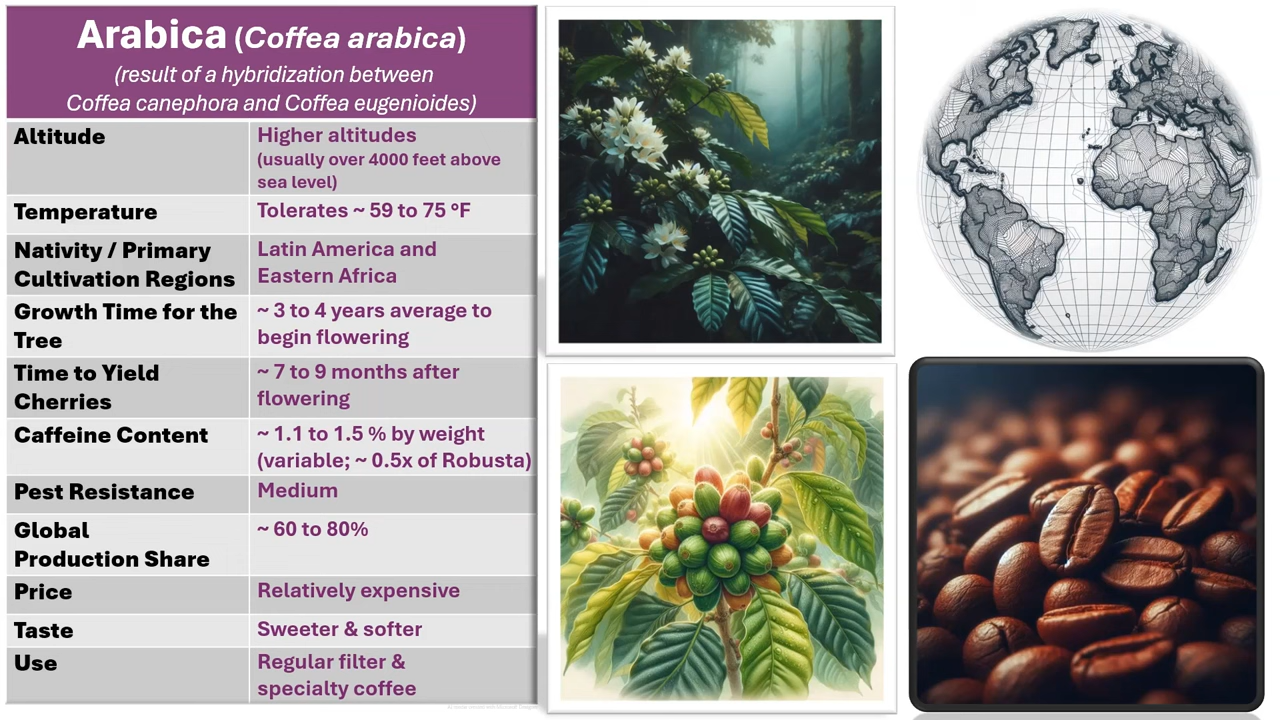 Arabica (Coffea arabica)
(result of a hybridization between
Coffea canephora and Coffea eugenioides)
Altitude
Higher altitudes
(usually over 4000 feet above
sea level)
Temperature
Tolerates ~ 59 to 75 °F
Nativity / Primary
Cultivation Regions
Latin America and
Eastern Africa
Growth Time for the
Tree
~ 3 to 4 years average to
begin flowering
Time to Yield
Cherries
~ 7 to 9 months after
flowering
Caffeine Content
~ 1.1 to 1.5 % by weight
(variable; ~ 0.5x of Robusta)
Pest Resistance
Medium
Global
Production Share
~ 60 to 80%
Price
Relatively expensive
Taste
Sweeter & softer
Use
Regular filter &
specialty coffee